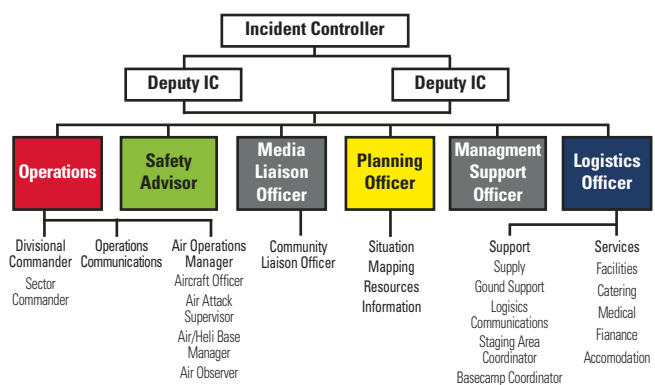 Incident Controller
Deputy IC
Deputy IC
Operations
Safety
Advisor
Media
Liaison
Officer
Planning
Officer
Managment
Support
Officer
Logistics
Officer
Divisional
Commander
Sector
Commander
Operations
Communications
Air Operations
Manager
Aircraft Officer
Air Attack
Supervisor
Air/Heli Base
Manager
Air Observer
Community
Liaison Officer
Situation
Mapping
Resources
Information
Support
Supply
Gound Support
Logisics
Communications
Staging Area
Coordinator
Basecamp Coordinator
Services
Facilities
Catering
Medical
Fianance
Accomodation